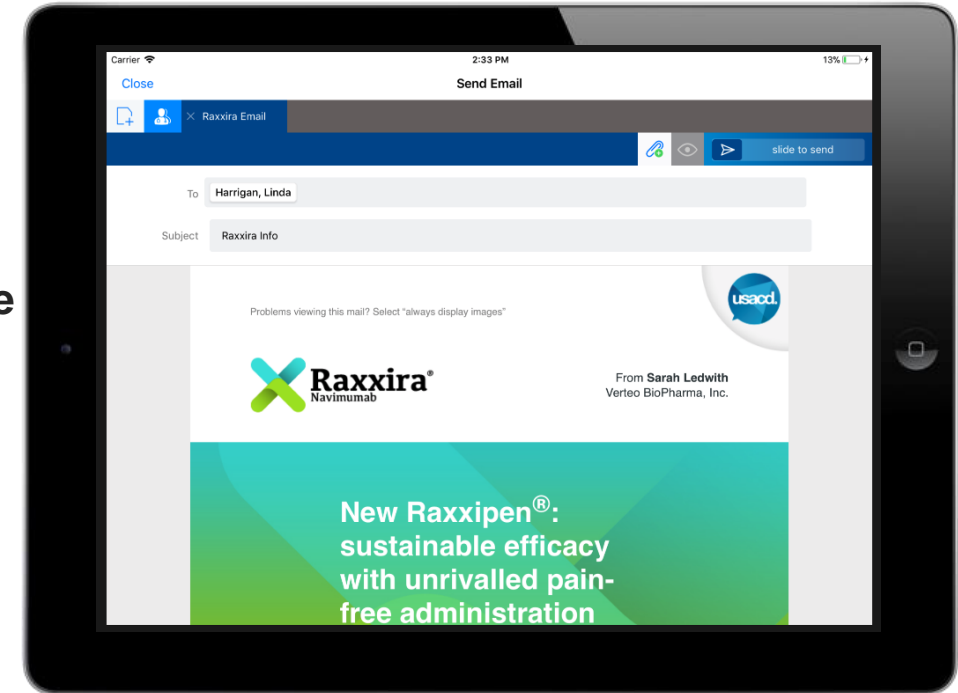 e
Carrier 2:33 PM 13%
Close Send Email
Raxxira Email
slide to send
To Harrigan, Linda
Subject Raxxira Info
Problems viewing this mail? Select “always display images”
usacd.
Raxxira®
Navimumab
From Sarah Ledwith
Verteo BioPharma, Inc.
New Raxxipen®:
sustainable efficacy
with unrivalled pain-
free administration